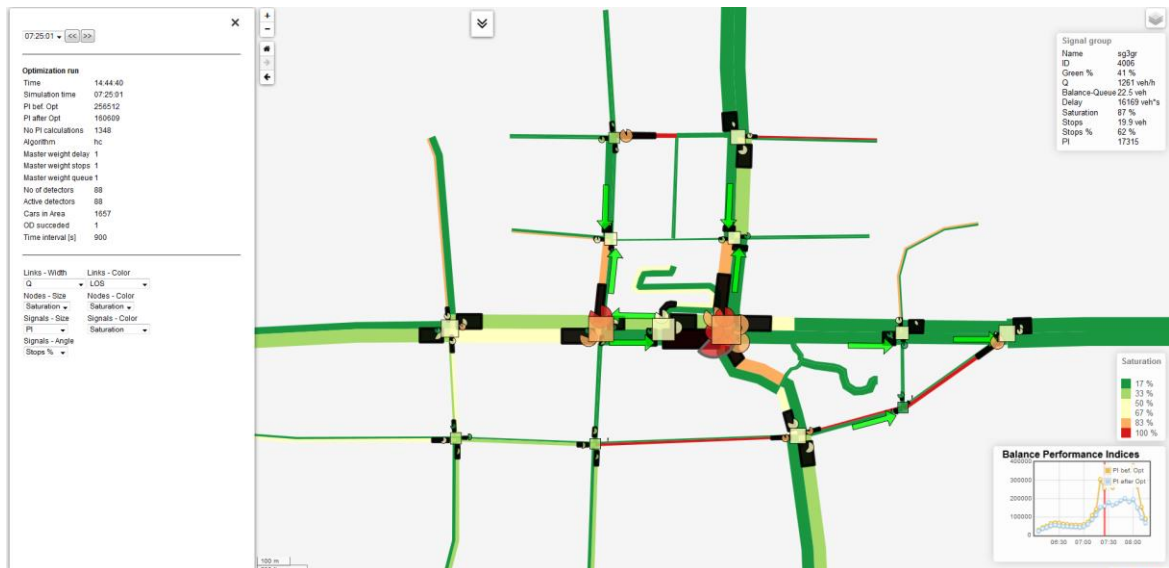 07:25:01 << >>
Optimization run
Time 14:44:40
Simulation time 07:25:01
PI bef. Opt 256512
PI after Opt 160609
No PI calculations 1348
Algorithm hc
Master weight delay 1
Master weight stops 1
Master weight queue 1
No of detectors 88
Active detectors 88
Cars in Area 1657
OD succeded 1
Time interval [s] 900
Links - Width Links - Color
Q LOS
Nodes - Size Nodes - Color
Saturation Saturation
Signals - Size Signals - Color
PI Saturation
Signals - Angle
Stops %
+
−
100 m
Signal group
Name sg3gr
ID 4006
Green % 41 %
Q 1261 veh/h
Balance-Queue 22.5 veh
Delay 16169 veh*s
Saturation 87 %
Stops 19.9 veh
Stops % 62 %
PI 17315
Saturation
17 %
33 %
50 %
67 %
83 %
100 %
Balance Performance Indices
400000
300000
200000
100000
0
PI bef. Opt
PI after Opt
06:30 07:00 07:30 08:00